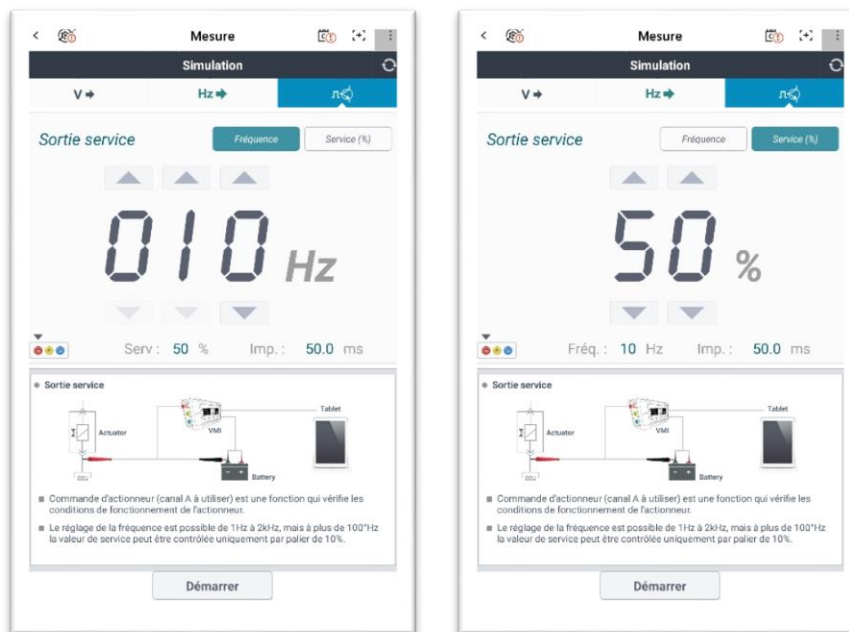 Mesure
Simulation
V
Hz
Sortie service
Fréquence
Service (%)
010 Hz
Serv : 50 % Imp. : 50.0 ms
Sortie service
Actuator
VMI
Tablet
ECU
Battery
Commande d'actionneur (canal A à utiliser) est une fonction qui vérifie les
conditions de fonctionnement de l'actionneur.
Le réglage de la fréquence est possible de 1Hz à 2kHz, mais à plus de 100"Hz
la valeur de service peut être contrôlée uniquement par palier de 10%.
Démarrer
Mesure
Simulation
V
Hz
Sortie service
Fréquence
Service (%)
50 %
Fréq. : 10 Hz Imp. : 50.0 ms
Sortie service
Actuator
VMI
Tablet
ECU
Battery
Commande d'actionneur (canal A à utiliser) est une fonction qui vérifie les
conditions de fonctionnement de l'actionneur.
Le réglage de la fréquence est possible de 1Hz à 2kHz, mais à plus de 100"Hz
la valeur de service peut être contrôlée uniquement par palier de 10%.
Démarrer